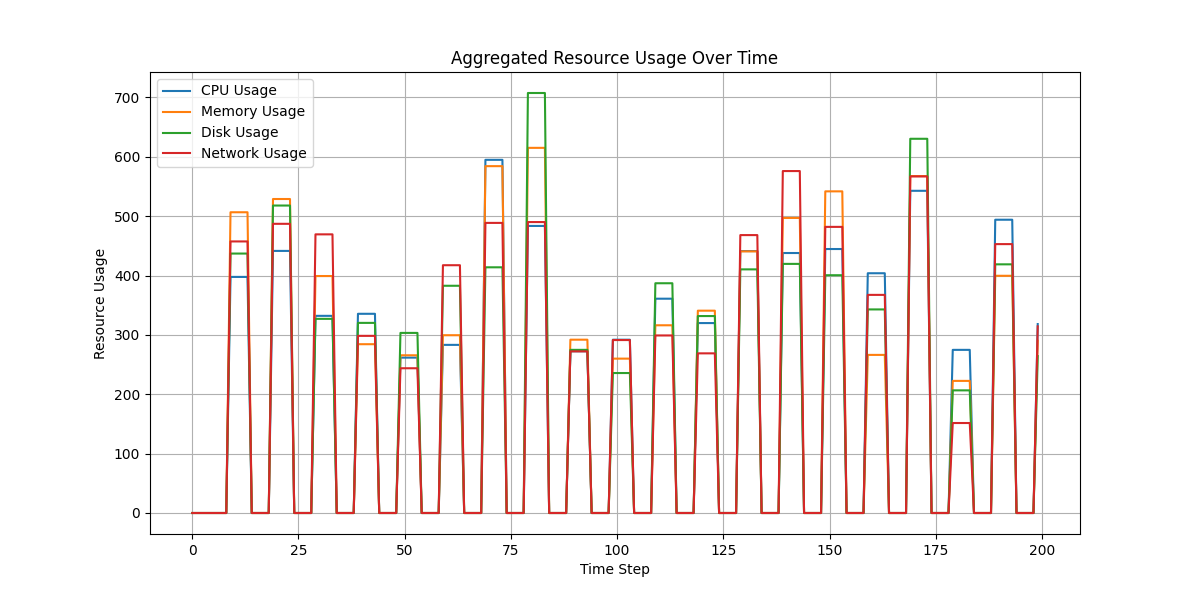 Aggregated Resource Usage Over Time
CPU Usage
Memory Usage
Disk Usage
Network Usage
Resource Usage
700
600
500
400
300
200
100
0
0 25 50 75 100 125 150 175 200
Time Step